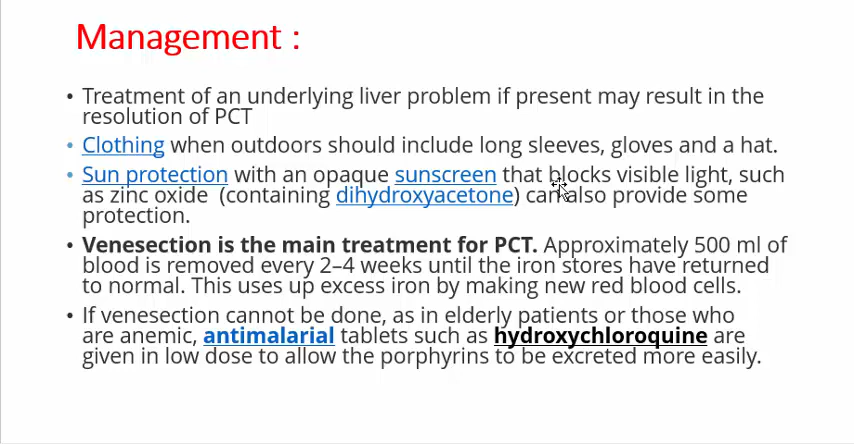 Management :
• Treatment of an underlying liver problem if present may result in the
resolution of PCT
• Clothing when outdoors should include long sleeves, gloves and a hat.
• Sun protection with an opaque sunscreen that blocks visible light, such
as zinc oxide (containing dihydroxyacetone) can also provide some
protection.
• Venesection is the main treatment for PCT. Approximately 500 ml of
blood is removed every 2–4 weeks until the iron stores have returned
to normal. This uses up excess iron by making new red blood cells.
• If venesection cannot be done, as in elderly patients or those who
are anemic, antimalarial tablets such as hydroxychloroquine are
given in low dose to allow the porphyrins to be excreted more easily.